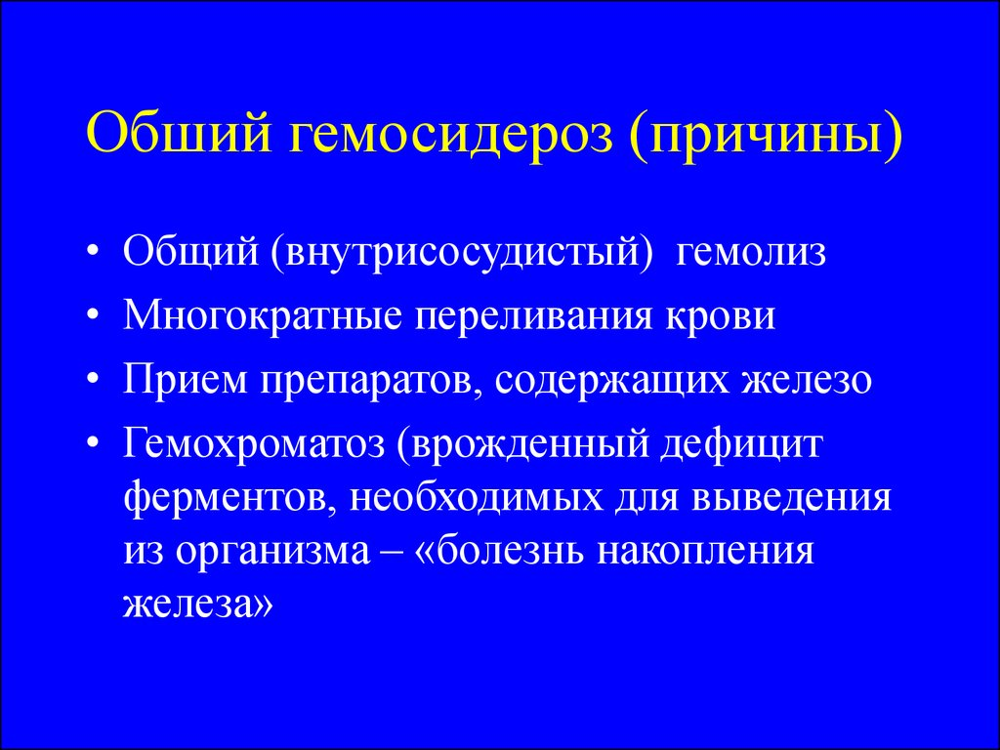 Обший гемосидероз (причины)
• Общий (внутрисосудистый)  гемолиз
• Многократные переливания крови
• Прием препаратов, содержащих железо
• Гемохроматоз (врожденный дефицит
ферментов, необходимых для выведения
из организма – «болезнь накопления
железа»